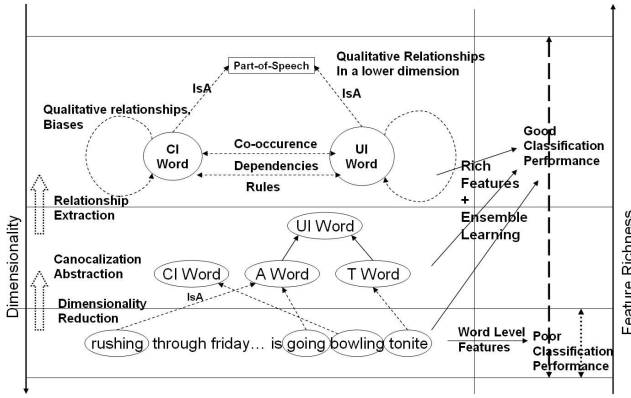 Part-of-Speech
Qualitative Relationships
In a lower dimension
IsA
IsA
Qualitative relationships,
Biases
CI
Word
Co-occurence
Dependencies
Rules
UI
Word
Good
Classification
Performance
Rich
Features
+
Ensemble
Learning
Relationship
Extraction
UI Word
Canocalization
Abstraction
CI Word
A Word
T Word
IsA
Dimensionality
Reduction
rushing through friday... is going bowling tonite
Word Level
Features
Poor
Classification
Performance
Dimensionality
Feature Richness